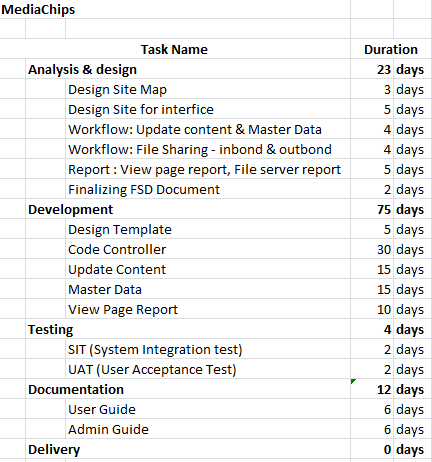 MediaChips
Task Name Duration
Analysis & design 23 days
Design Site Map 3 days
Design Site for interfice 5 days
Workflow: Update content & Master Data 4 days
Workflow: File Sharing - inbond & outbond 4 days
Report : View page report, File server report 5 days
Finalizing FSD Document 2 days
Development 75 days
Design Template 5 days
Code Controller 30 days
Update Content 15 days
Master Data 15 days
View Page Report 10 days
Testing 4 days
SIT (System Integration test) 2 days
UAT (User Acceptance Test) 2 days
Documentation 12 days
User Guide 6 days
Admin Guide 6 days
Delivery 0 days